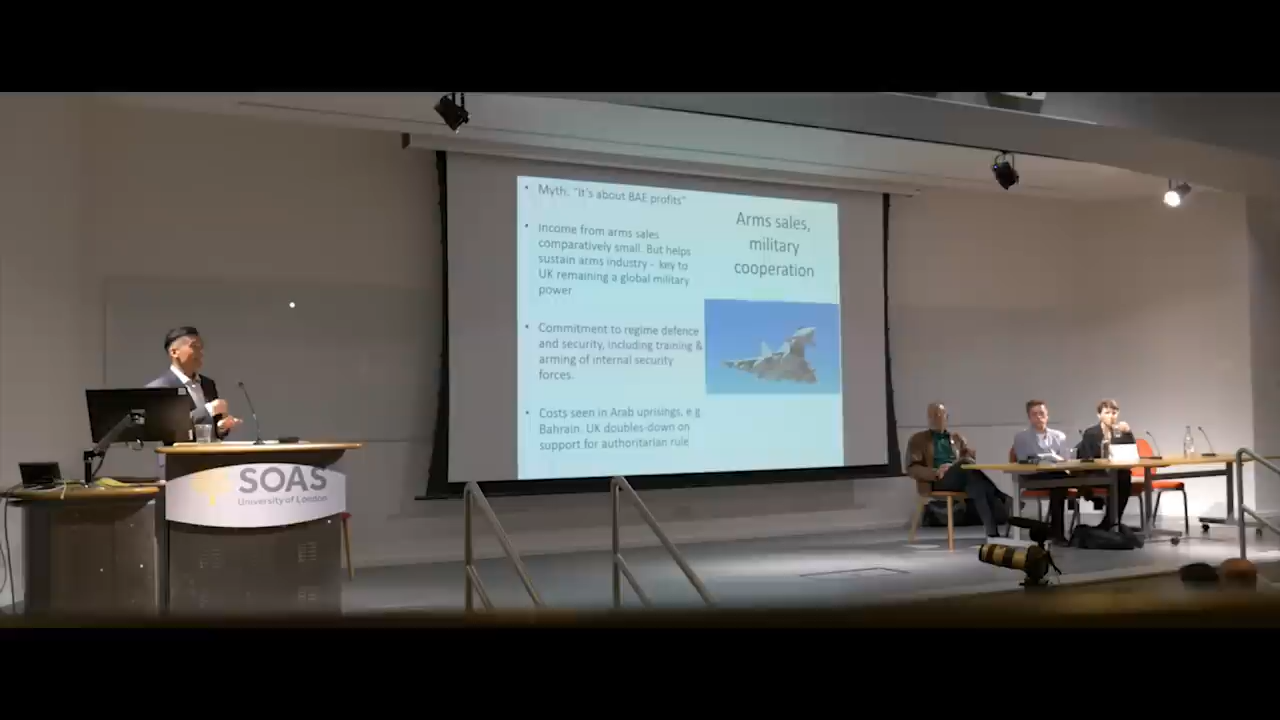 • Myth. "It's about BAE profits"
• Income from arms sales
comparatively small. But helps
sustain arms industry - key to
UK remaining a global military
power
• Commitment to regime defence
and security, including training &
arming of internal security
forces.
• Costs seen in Arab uprisings, e.g
Bahrain. UK doubles-down on
support for authoritarian rule
Arms sales,
military
cooperation
SOAS
University of London